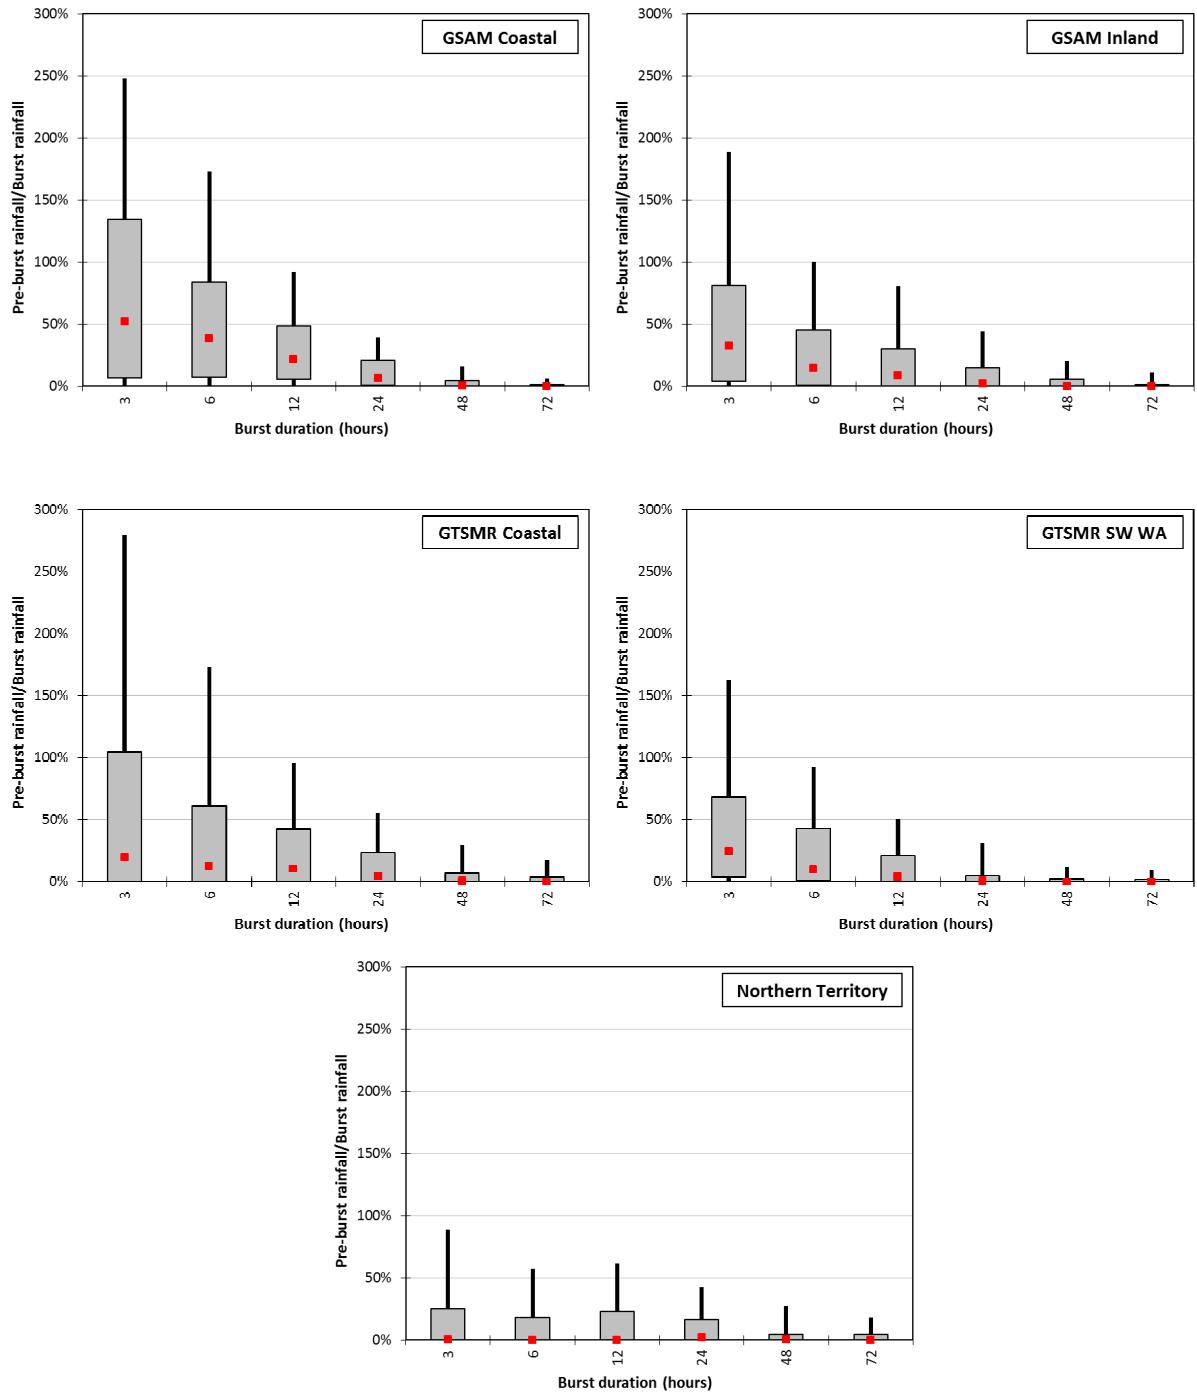 GSAM Coastal
300%
250%
200%
150%
100%
50%
0%
Pre-burst rainfall/Burst rainfall
3 6 12 24 48 72
Burst duration (hours)
GSAM Inland
300%
250%
200%
150%
100%
50%
0%
Pre-burst rainfall/Burst rainfall
3 6 12 24 48 72
Burst duration (hours)
GTSMR Coastal
300%
250%
200%
150%
100%
50%
0%
Pre-burst rainfall/Burst rainfall
3 6 12 24 48 72
Burst duration (hours)
GTSMR SW WA
300%
250%
200%
150%
100%
50%
0%
Pre-burst rainfall/Burst rainfall
3 6 12 24 48 72
Burst duration (hours)
Northern Territory
300%
250%
200%
150%
100%
50%
0%
Pre-burst rainfall/Burst rainfall
3 6 12 24 48 72
Burst duration (hours)